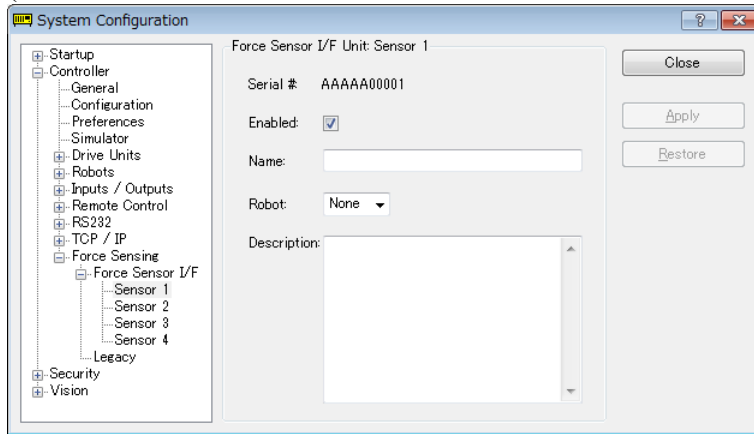 System Configuration
Startup
Controller
General
Configuration
Preferences
Simulator
Drive Units
Robots
Inputs / Outputs
Remote Control
RS232
TCP / IP
Force Sensing
Force Sensor I/F
Sensor 1
Sensor 2
Sensor 3
Sensor 4
Legacy
Security
Vision
Force Sensor I/F Unit: Sensor 1
Serial #: AAAAA00001
Enabled:
Name:
Robot: None
Description:
Close
Apply
Restore